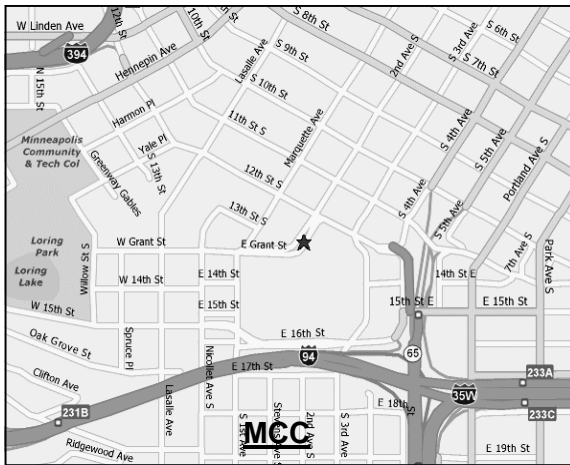 W Linden Ave
394
N 15th St
12th St
10th St
Hennepin Ave
Lasalle Ave
S 8th St
S 9th St
S 10th St
2nd Ave S
S 3rd Ave
S 6th St
S 7th St
Harmon Pl
11th St S
Marquette Ave
S 4th Ave
S 5th Ave
Portland Ave S
Minneapolis
Community
& Tech Col
Yale Pl
S 13th St
Greenway Gables
12th St S
13th St S
S 4th Ave
S 5th Ave
Loring
Park
Loring
Lake
Willow St S
W Grant St
E Grant St
W 14th St
E 14th St
E 15th St
14th St E
7th Ave S
Park Ave S
W 15th St
15th St E
E 15th St
Oak Grove St
Spruce Pl
Nicollet Ave S
E 16th St
E 17th St
94
65
Clifton Ave
231B
Lasalle Ave
Ridgewood Ave
S 1st Ave
Stevens Ave
2nd Ave S
S 3rd Ave
E 18th St
35W
233A
233C
E 19th St
MCC